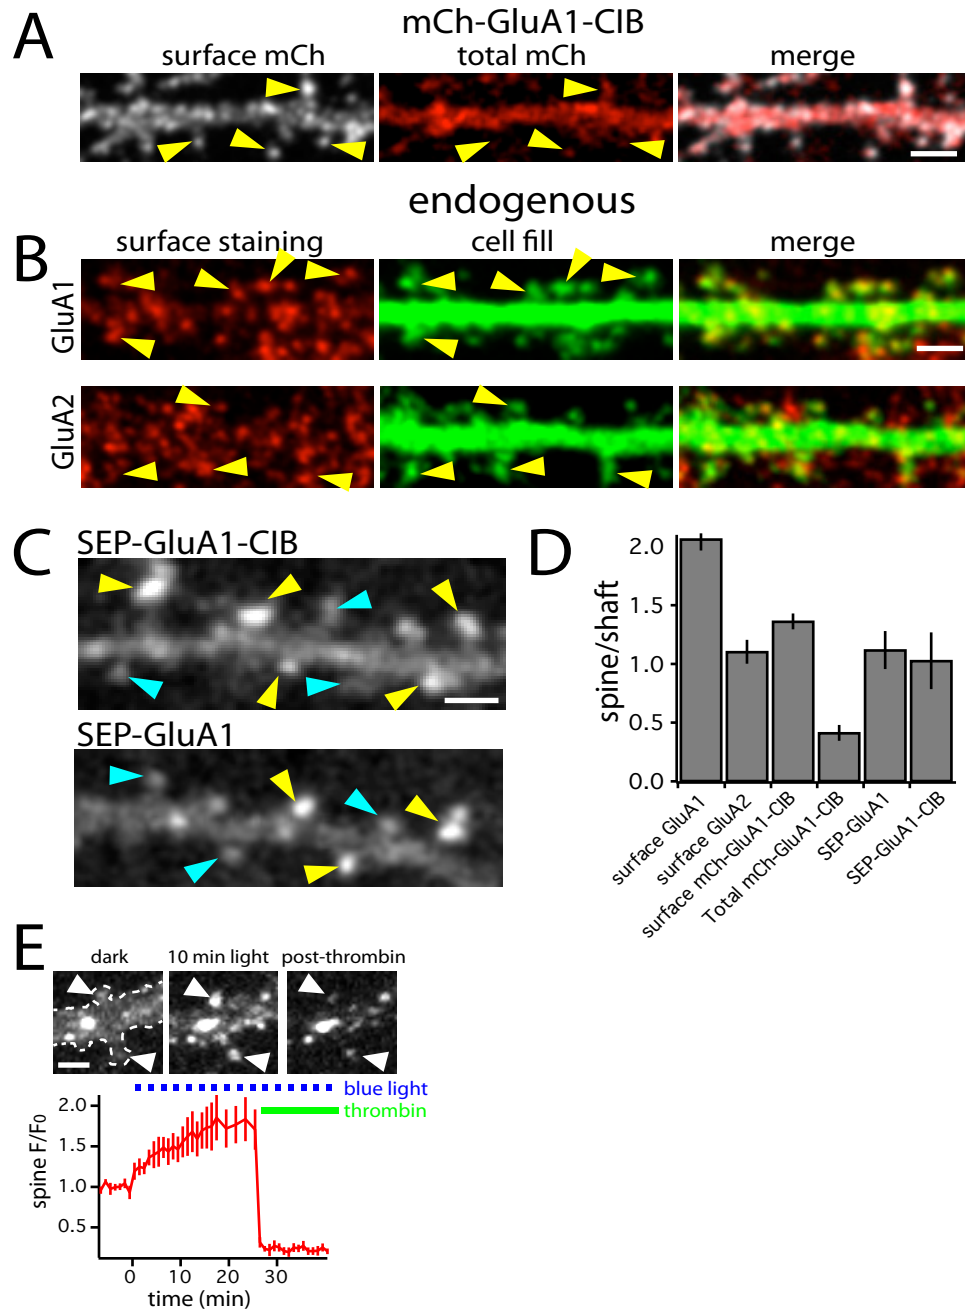 A
mCh-GluA1-CIB
surface mCh total mCh merge
endogenous
B
surface staining cell fill merge
GluA1
GluA2
C
SEP-GluA1-CIB
SEP-GluA1
D
spine/shaft
2.0
1.5
1.0
0.5
0.0
surface GluA1
surface GluA2
surface mCh-GluA1-CIB
Total mCh-GluA1-CIB
SEP-GluA1
SEP-GluA1-CIB
E
dark 10 min light post-thrombin
blue light
thrombin
spine F/F0
2.0
1.5
1.0
0.5
0 10 20 30
time (min)